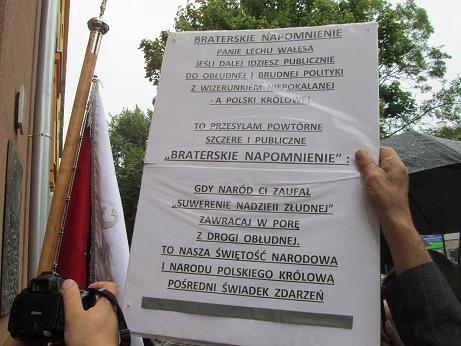 BRATERSKIE NAPOMNIENIE
PANIE LECHU WAŁĘSA
JEŚLI DALEJ IDZIESZ PUBLICZNIE
DO OBŁUDNEJ I BRUDNEJ POLITYKI
Z WIZERUNKIEM NIEPOKALANEJ
- A POLSKI KRÓLOWEJ
TO PRZESYŁAM POWTÓRNE
SZCZERE I PUBLICZNE
„BRATERSKIE NAPOMNIENIE” :
GDY NARÓD CI ZAUFAŁ
„SUWERENIE NADZIEII ZŁUDNEJ”
ZAWRACAJ W PORĘ
Z DROGI OBŁUDNEJ.
TO NASZA ŚWIĘTOŚĆ NARODOWA
I NARODU POLSKIEGO KRÓLOWA
POŚREDNI ŚWIADEK ZDARZEŃ
Nikon